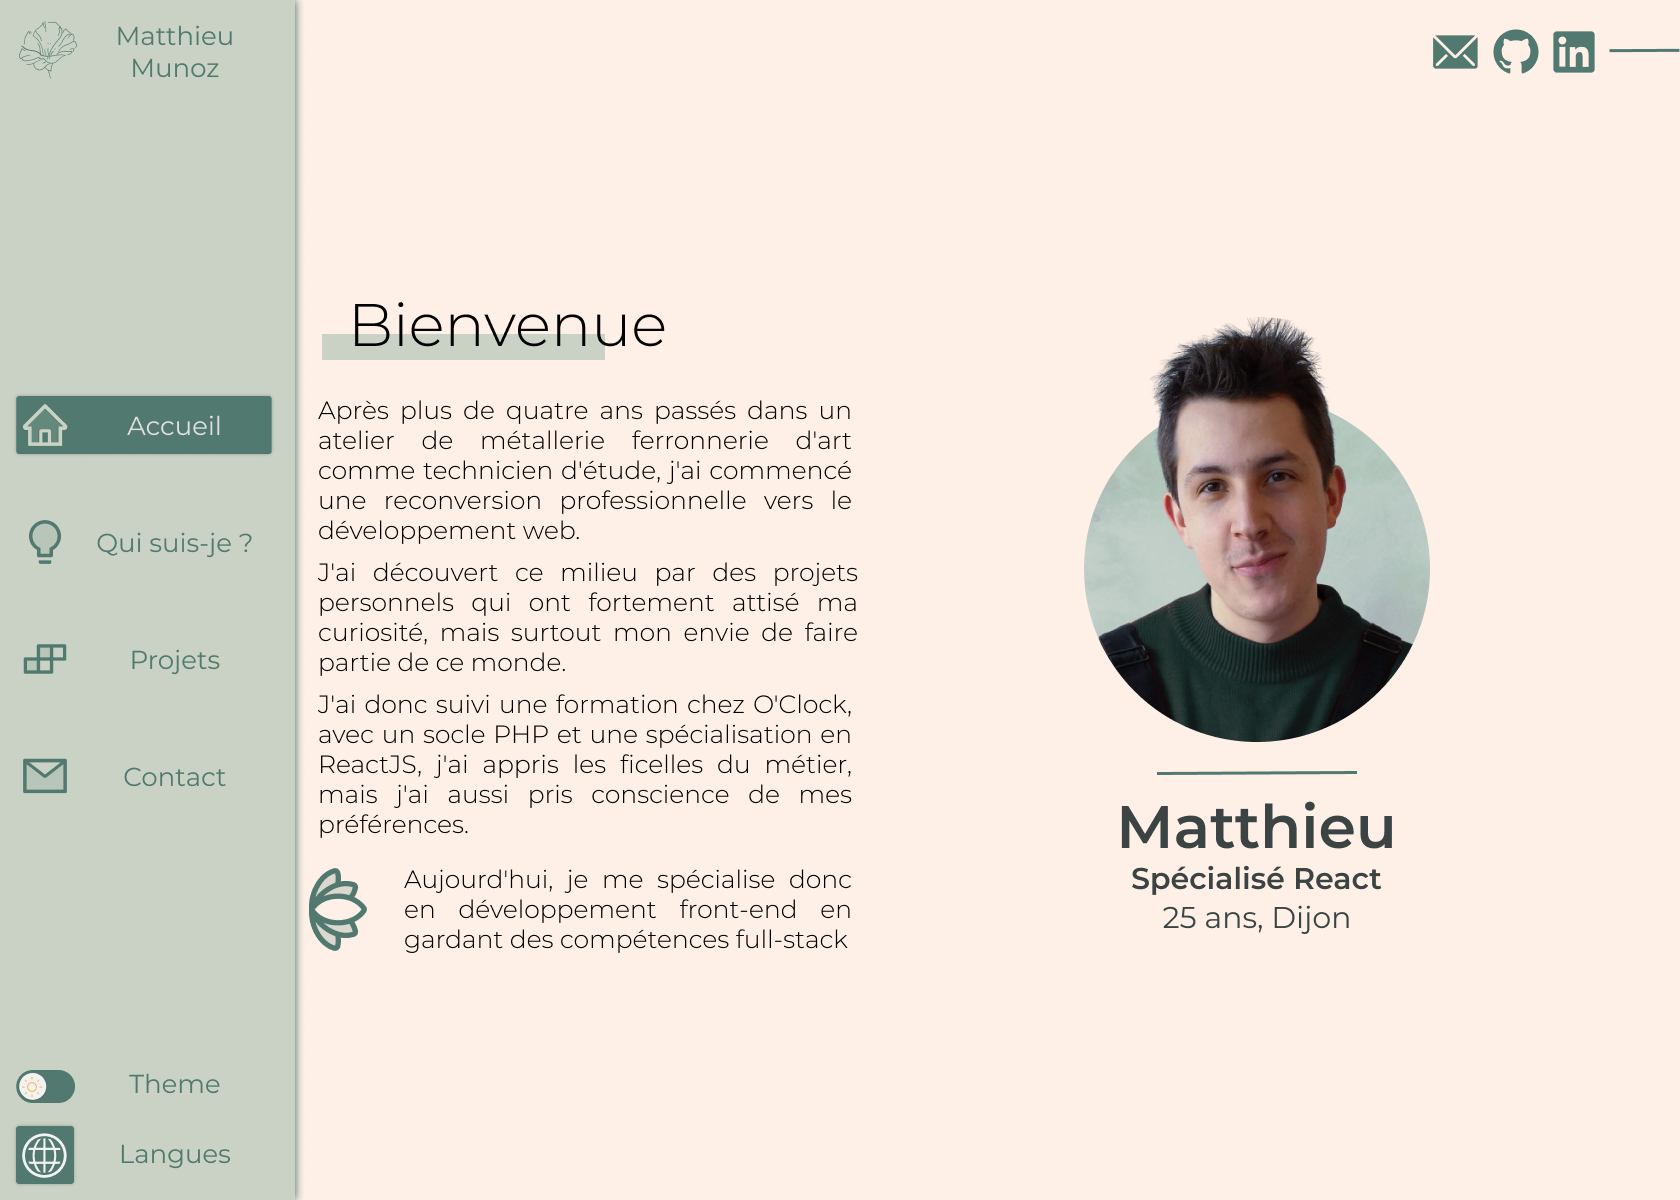 Matthieu
Munoz
Accueil
Qui suis-je ?
Projets
Contact
Theme
Langues
Bienvenue
Après plus de quatre ans passés dans un
atelier de métallerie ferronnerie d'art
comme technicien d'étude, j'ai commencé
une reconversion professionnelle vers le
développement web.
J'ai découvert ce milieu par des projets
personnels qui ont fortement attisé ma
curiosité, mais surtout mon envie de faire
partie de ce monde.
J'ai donc suivi une formation chez O'Clock,
avec un socle PHP et une spécialisation en
ReactJS, j'ai appris les ficelles du métier,
mais j'ai aussi pris conscience de mes
préférences.
Aujourd'hui, je me spécialise donc
en développement front-end en
gardant des compétences full-stack
in
Matthieu
Spécialisé React
25 ans, Dijon